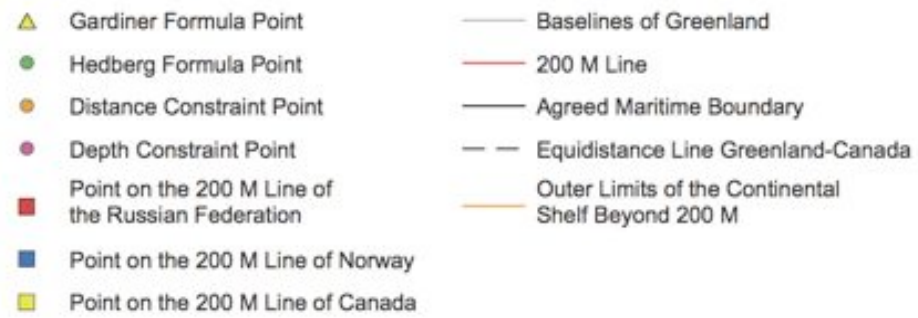 Gardiner Formula Point
Hedberg Formula Point
Distance Constraint Point
Depth Constraint Point
Point on the 200 M Line of
the Russian Federation
Point on the 200 M Line of Norway
Point on the 200 M Line of Canada
Baselines of Greenland
200 M Line
Agreed Maritime Boundary
Equidistance Line Greenland-Canada
Outer Limits of the Continental
Shelf Beyond 200 M